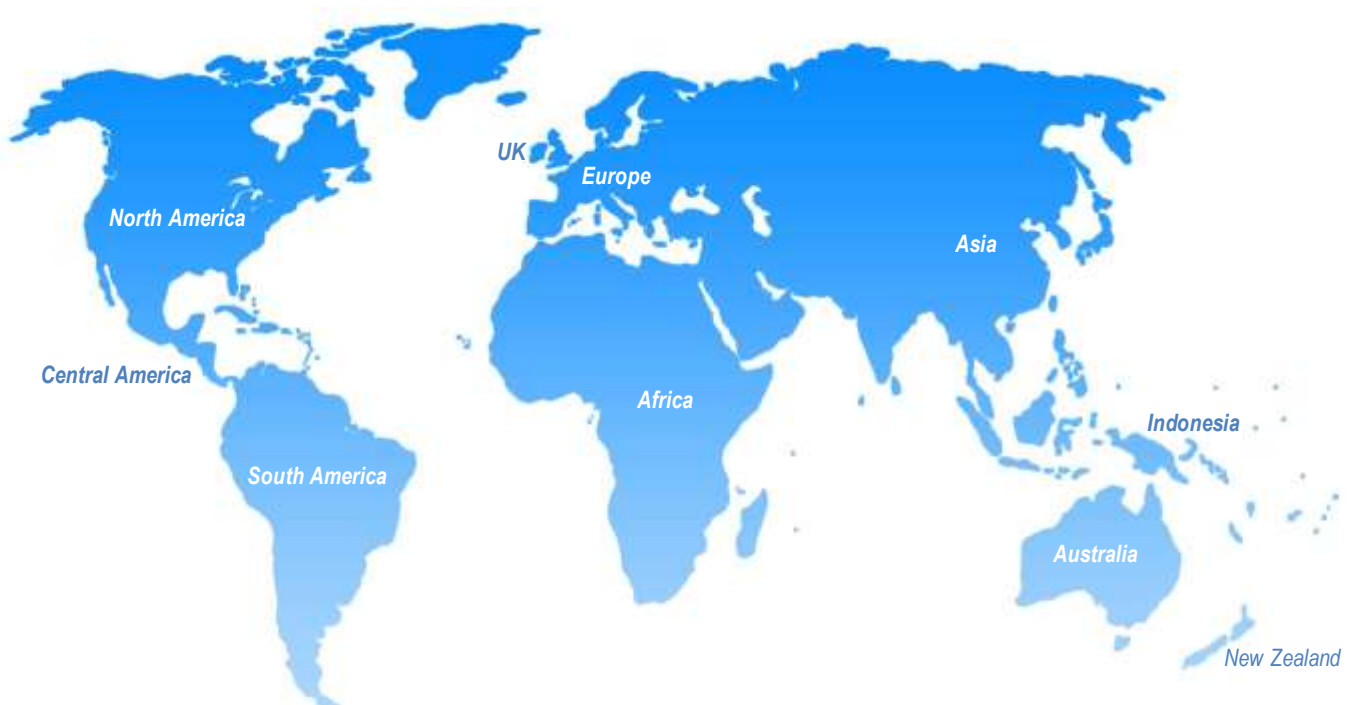 UK
Europe
North America
Asia
Central America
Africa
Indonesia
South America
Australia
New Zealand